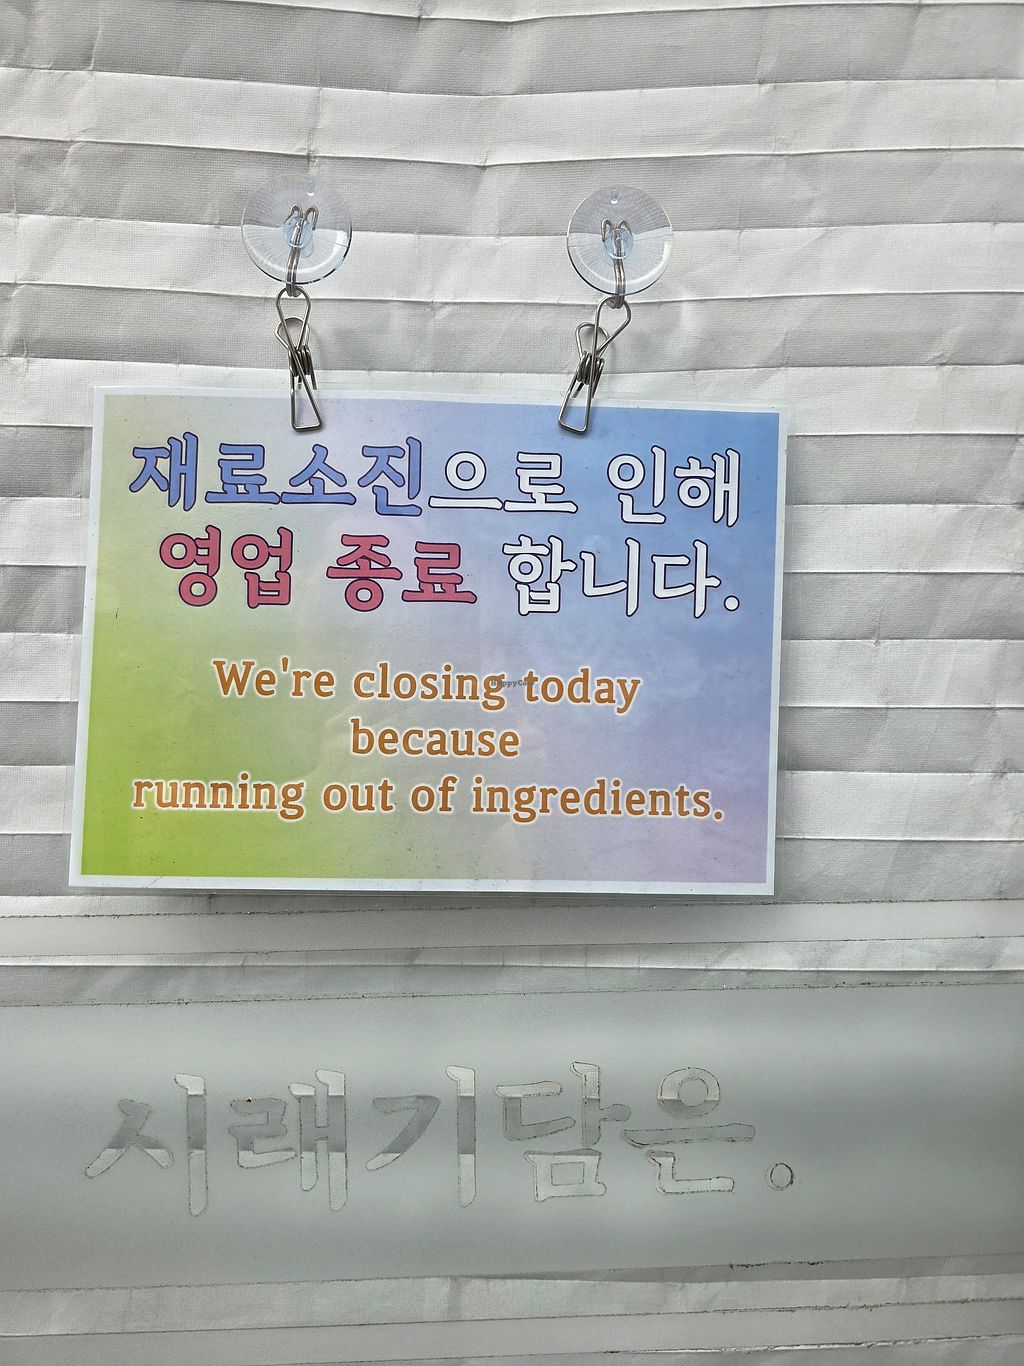 재료소진으로 인해
영업 종료 합니다.
We're closing today
because
running out of ingredients.
HappyCow
시래기담은.